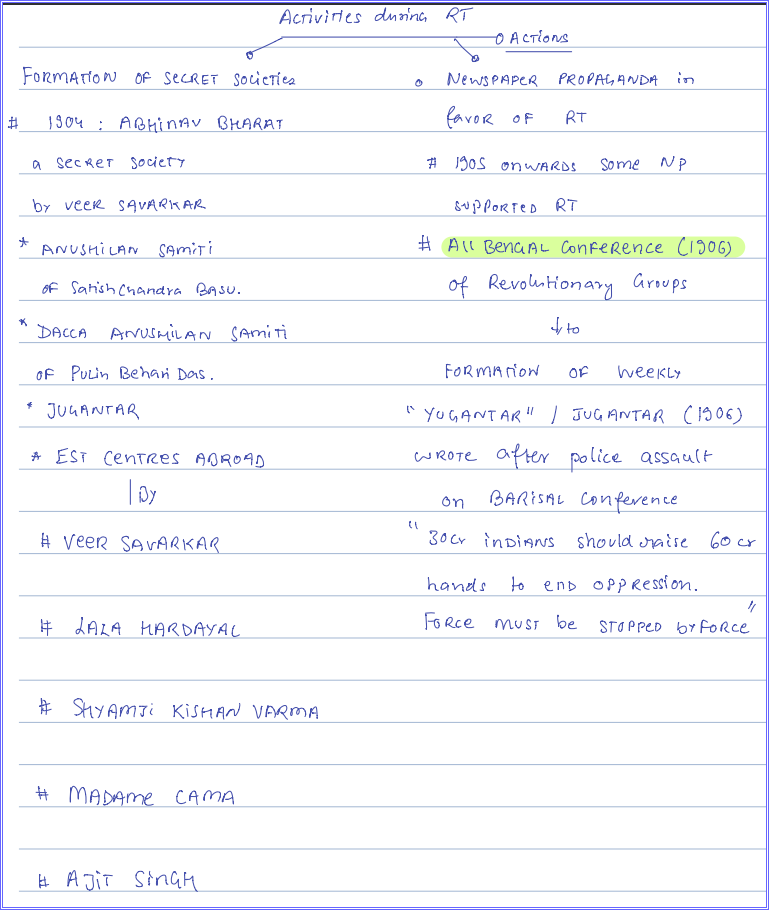 Activities during RT
o ACTIONS
FORMATION OF SECRET Societies
# 1904 : ABHINAV BHARAT
a SECRET SOCIETY
by VEER SAVARKAR
* ANUSHILAN SAMITI
OF Satish Chandra BASU.
* DACCA ANUSHILAN SAMITI
OF Pulin Behari Das.
* JUGANTAR
* EST CENTRES ABROAD
| By
# VEER SAVARKAR
# LALA HARDAYAL
# SHYAMJI KISHAN VARMA
# MADAME CAMA
# AJIT SINGH
o NEWSPAPER PROPAGANDA in
favor OF RT
# 1905 ONWARDS some NP
supported RT
# All BENGAL CONFERENCE (1906)
of Revolutionary Groups
↓ to
FORMATION OF WEEKLY
"YUGANTAR" / JUGANTAR (1906)
WROTE after police assault
on BARISAL Conference
"30cr INDIANS should raise 60 cr
hands to END OPPRESSION.
FORCE MUST be STOPPED by FORCE"